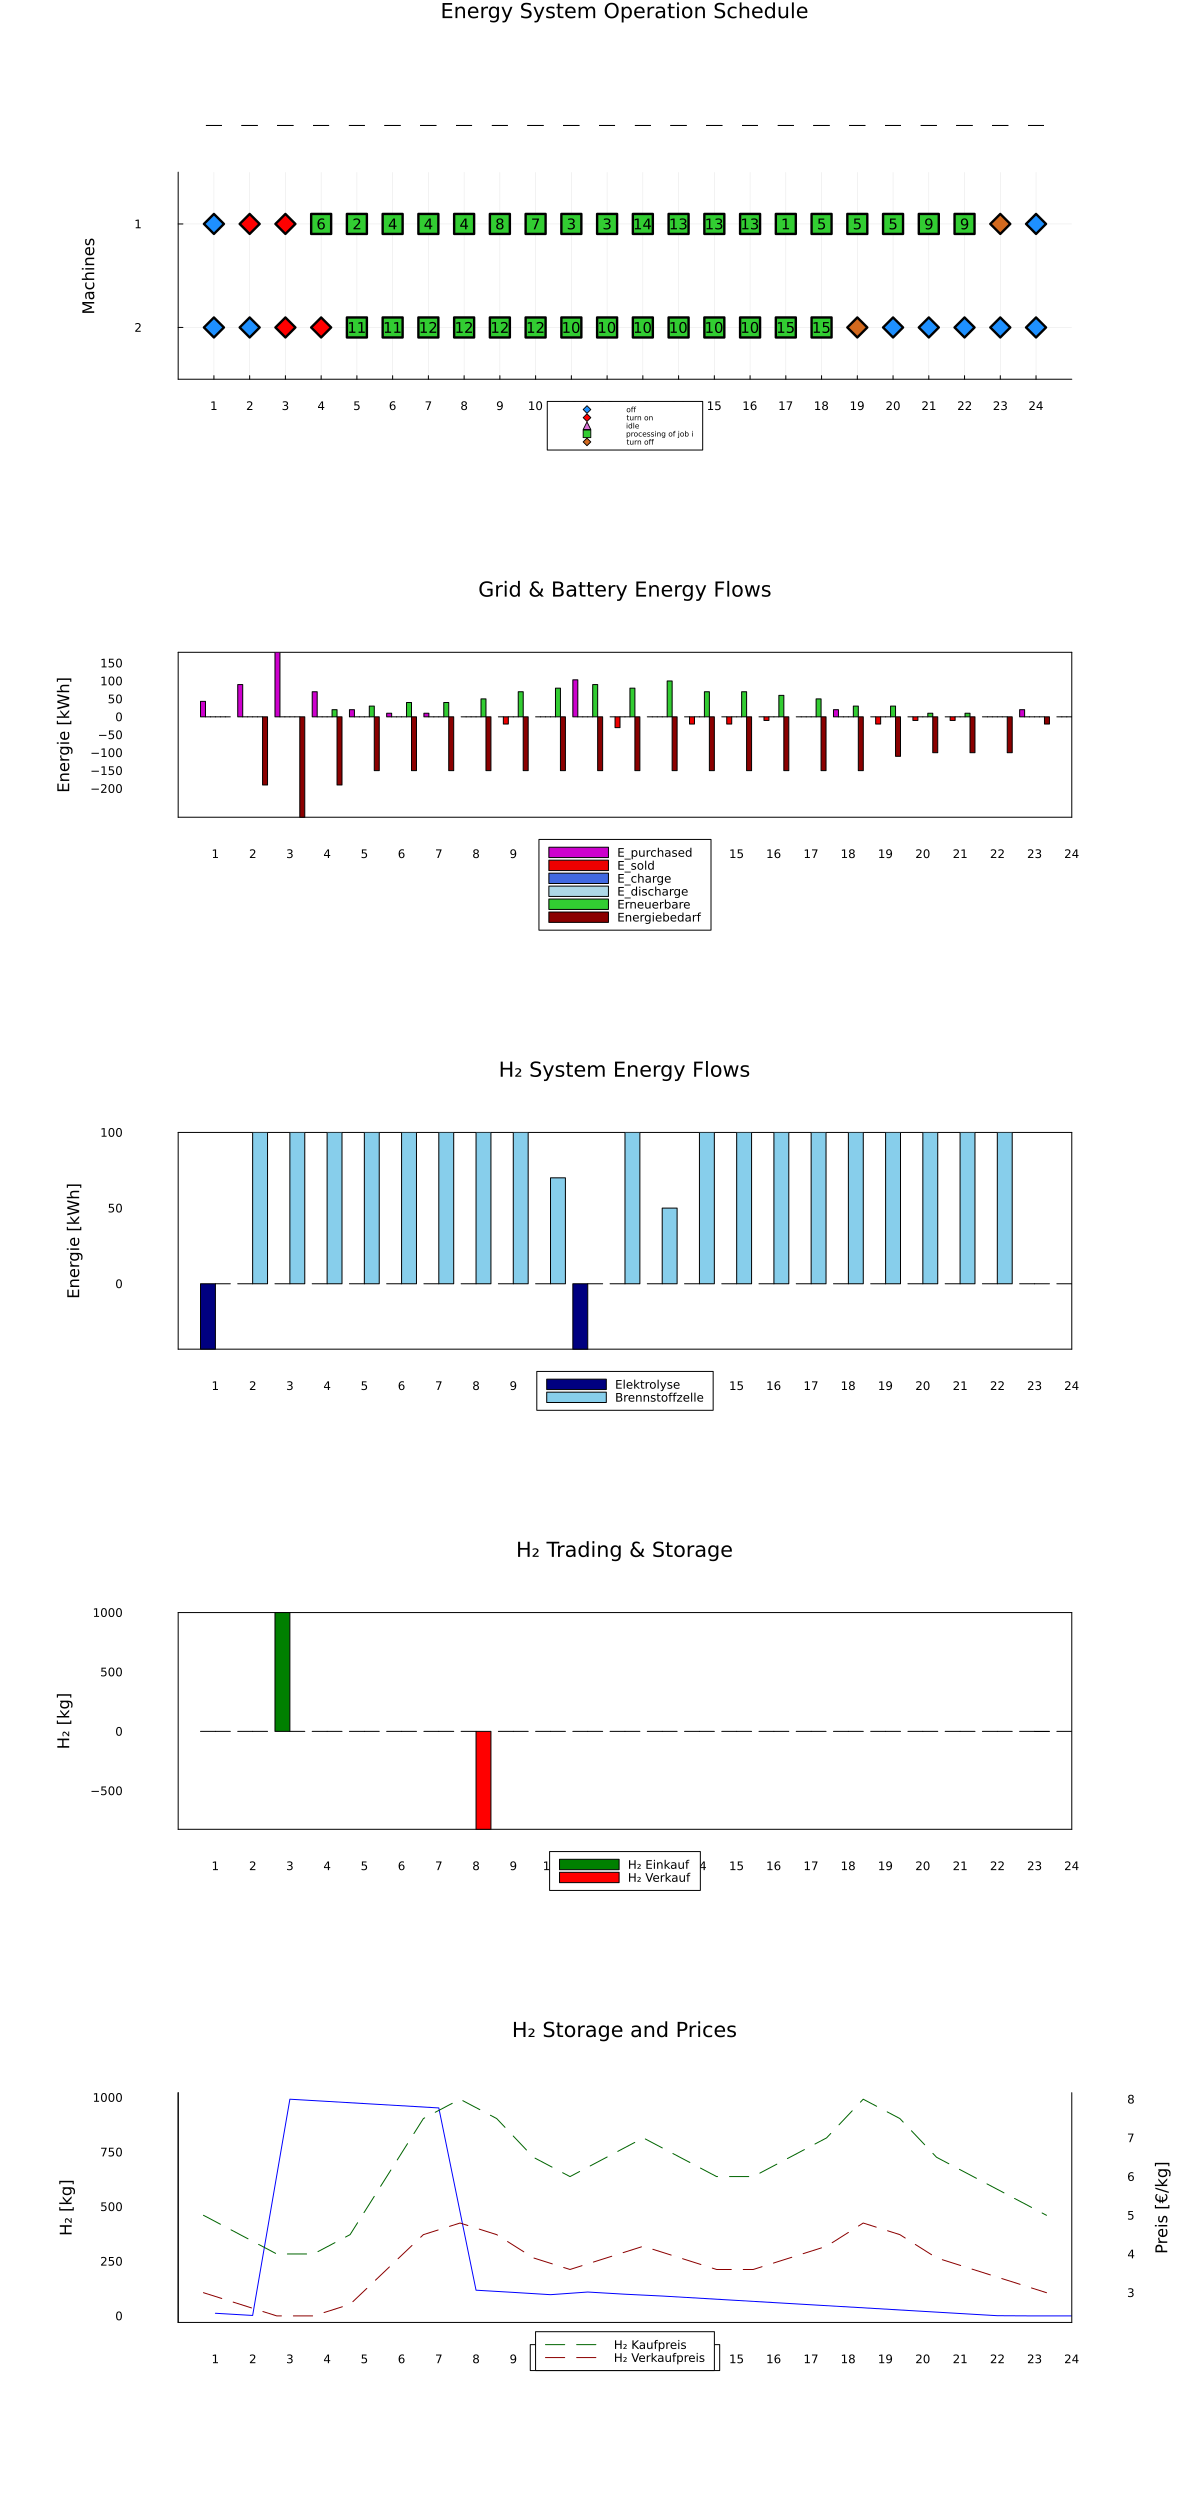 Energy System Operation Schedule
Machines
1
6 2 4 4 4 8 7 3 3 14 13 13 13 1 5 5 5 9 9
2
11 11 12 12 12 12 10 10 10 10 10 10 15 15
1 2 3 4 5 6 7 8 9 10 15 16 17 18 19 20 21 22 23 24
off
turn on
idle
processing of job i
turn off
Grid & Battery Energy Flows
Energie [kWh]
150
100
50
0
−50
−100
−150
−200
1 2 3 4 5 6 7 8 9 15 16 17 18 19 20 21 22 23 24
E_purchased
E_sold
E_charge
E_discharge
Erneuerbare
Energiebedarf
H₂ System Energy Flows
Energie [kWh]
100
50
0
1 2 3 4 5 6 7 8 9 15 16 17 18 19 20 21 22 23 24
Elektrolyse
Brennstoffzelle
H₂ Trading & Storage
H₂ [kg]
1000
500
0
−500
1 2 3 4 5 6 7 8 9 1 4 15 16 17 18 19 20 21 22 23 24
H₂ Einkauf
H₂ Verkauf
H₂ Storage and Prices
H₂ [kg]
1000
750
500
250
0
8
7
6
5
4
3
Preis [€/kg]
1 2 3 4 5 6 7 8 9 15 16 17 18 19 20 21 22 23 24
H₂ Kaufpreis
H₂ Verkaufpreis